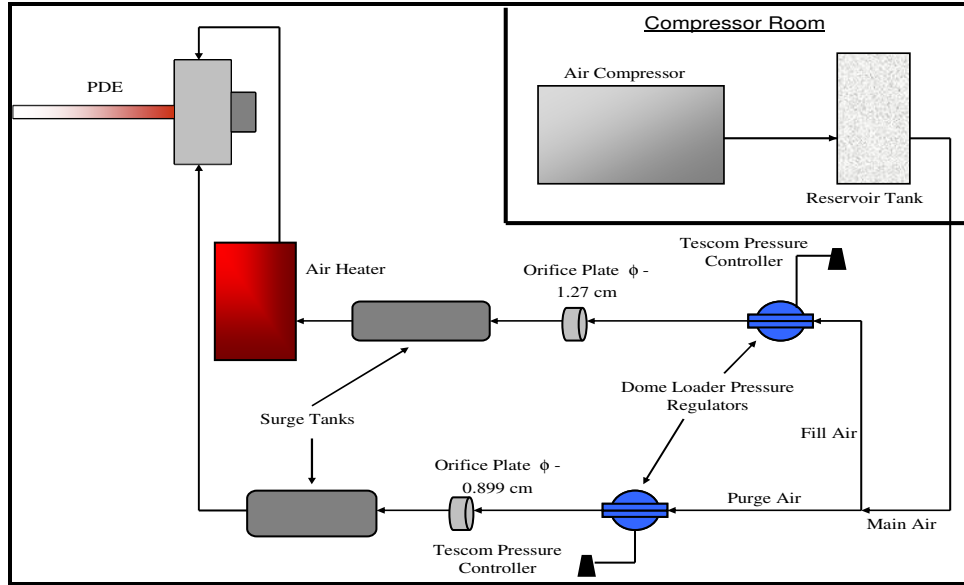 Compressor Room
PDE
Air Compressor
Reservoir Tank
Tescom Pressure
Controller
Air Heater
Orifice Plate ϕ -
1.27 cm
Dome Loader Pressure
Regulators
Surge Tanks
Fill Air
Orifice Plate ϕ -
0.899 cm
Purge Air
Main Air
Tescom Pressure
Controller